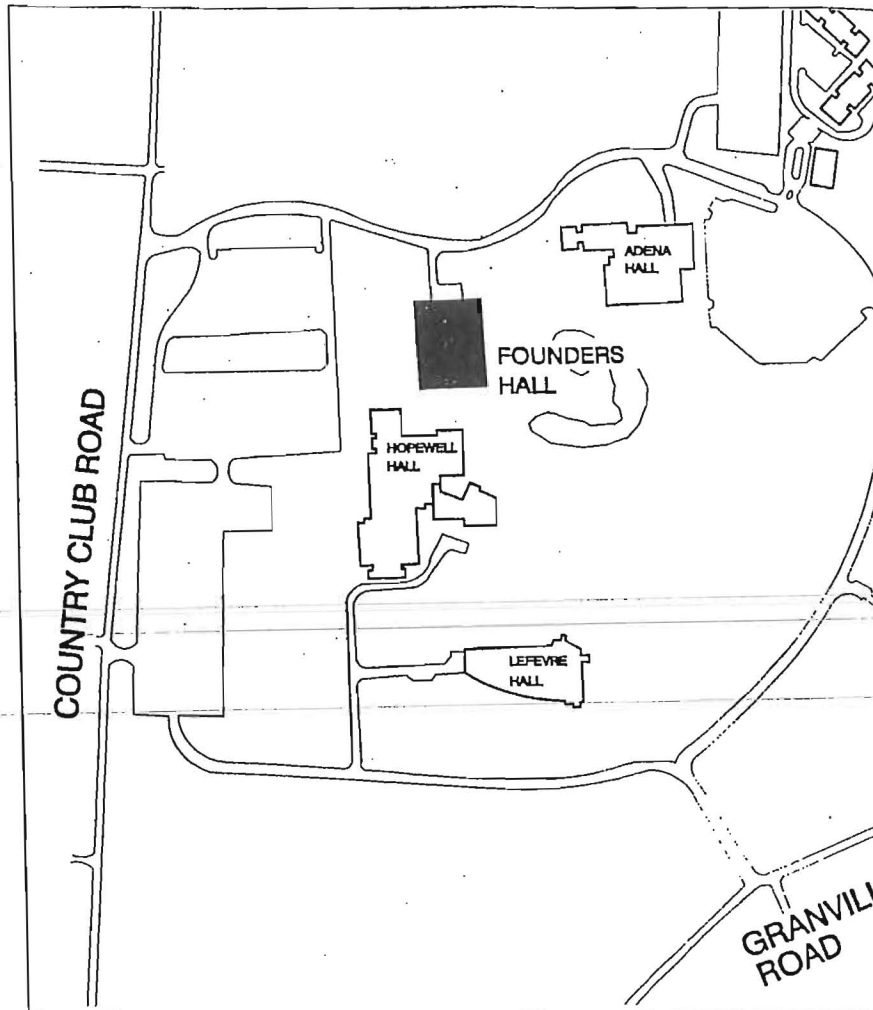 ADENA
HALL
FOUNDERS
HALL
HOPEWELL
HALL
COUNTRY CLUB ROAD
LEFEVRE
HALL
GRANVILL
ROAD